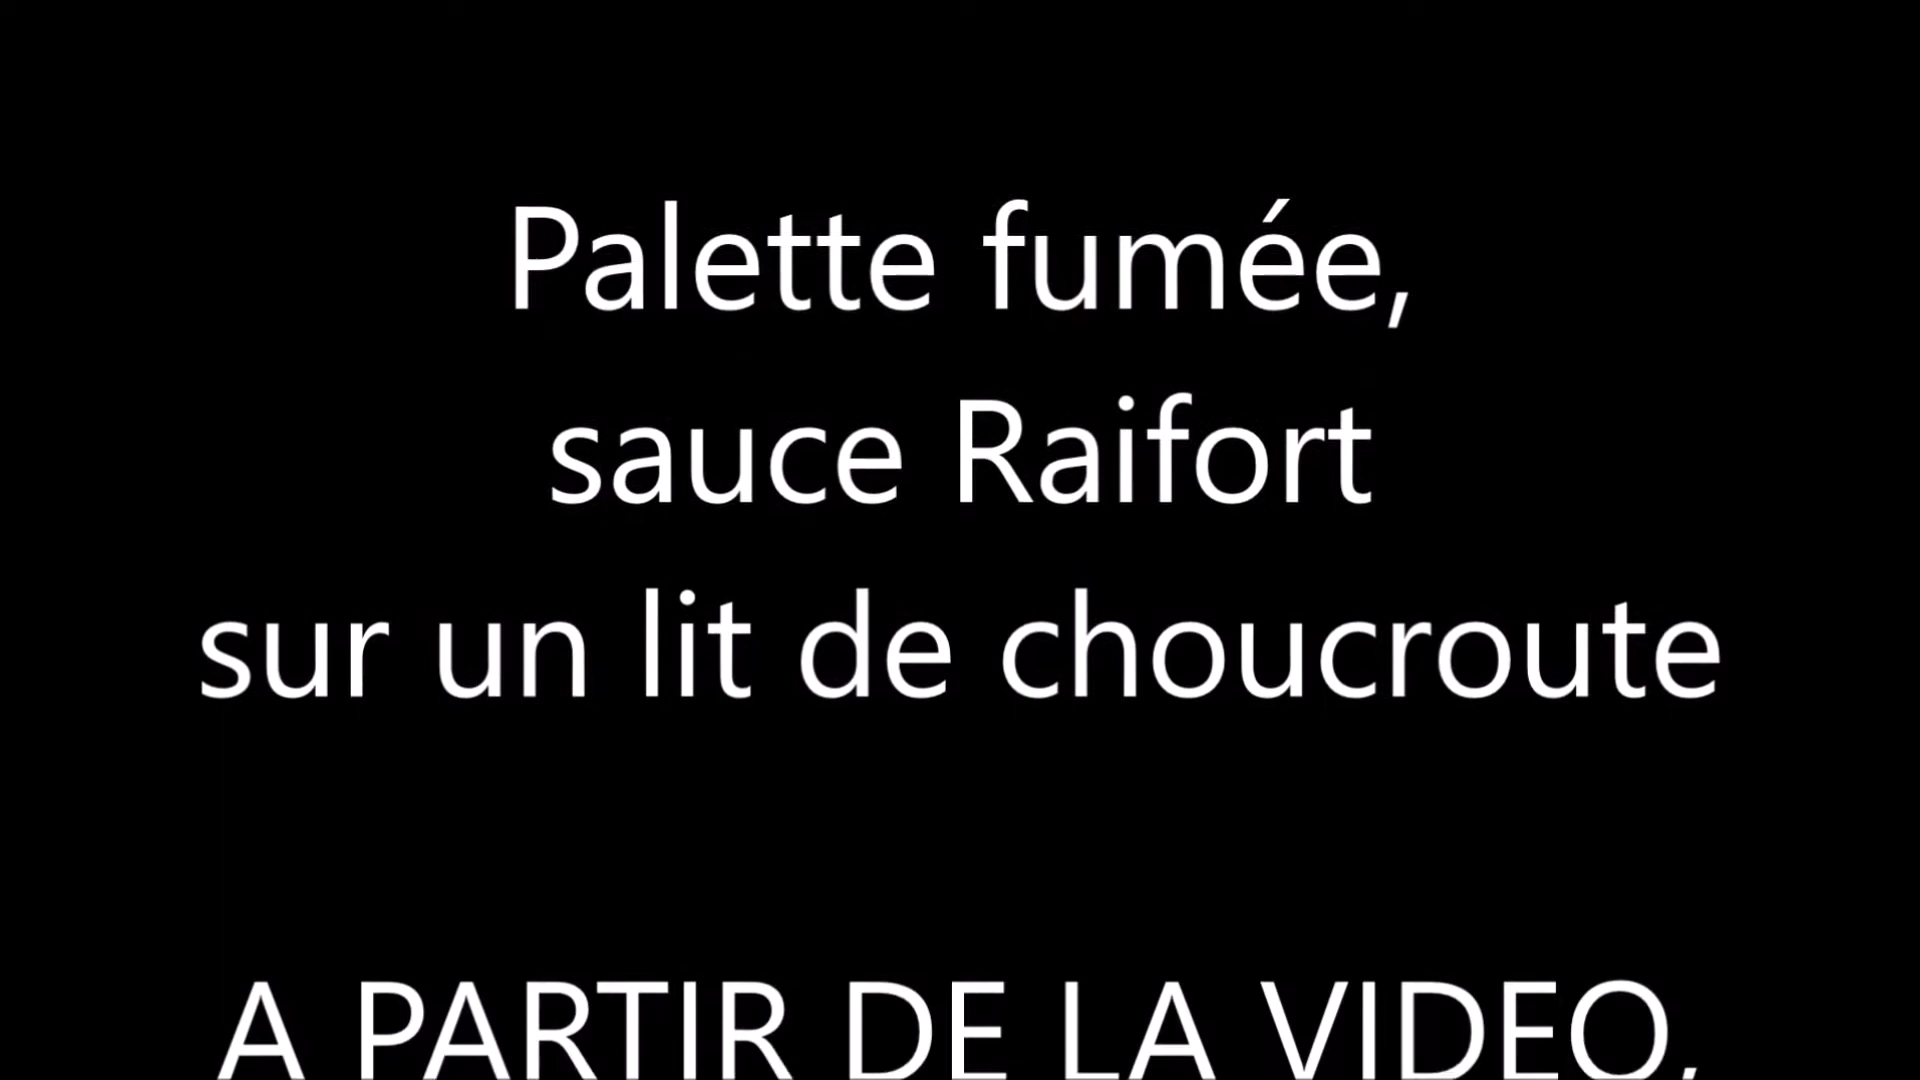 Palette fumée,
sauce Raifort
sur un lit de choucroute
A PARTIR DE LA VIDEO,